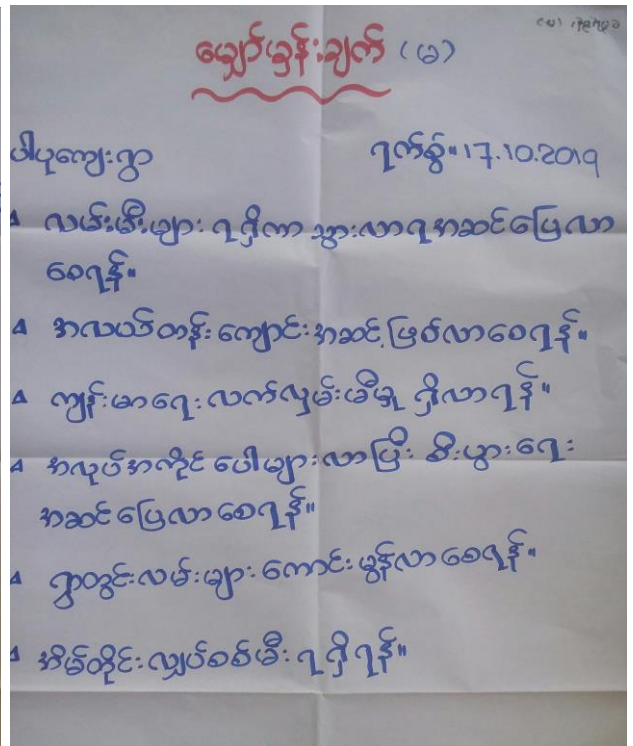 မျှော်မှန်းချက် (မ)
ပါပုကျေးရွာ ရက်စွဲ။ 17.10.2019
လမ်းမီးများ ရရှိကာ သွားလာရအဆင်ပြေလာ
စေရန်။
အလယ်တန်းကျောင်းအဆင့်ဖြစ်လာစေရန်။
ကျန်းမာရေး လက်လှမ်းမီမှု ရှိလာရန်။
အလုပ်အကိုင်ပေါများလာပြီး စီးပွားရေး
အဆင်ပြေလာစေရန်။
ရွာတွင်းလမ်းများ ကောင်းမွန်လာစေရန်။
အိမ်တိုင်းလျှပ်စစ်မီး ရရှိရန်။